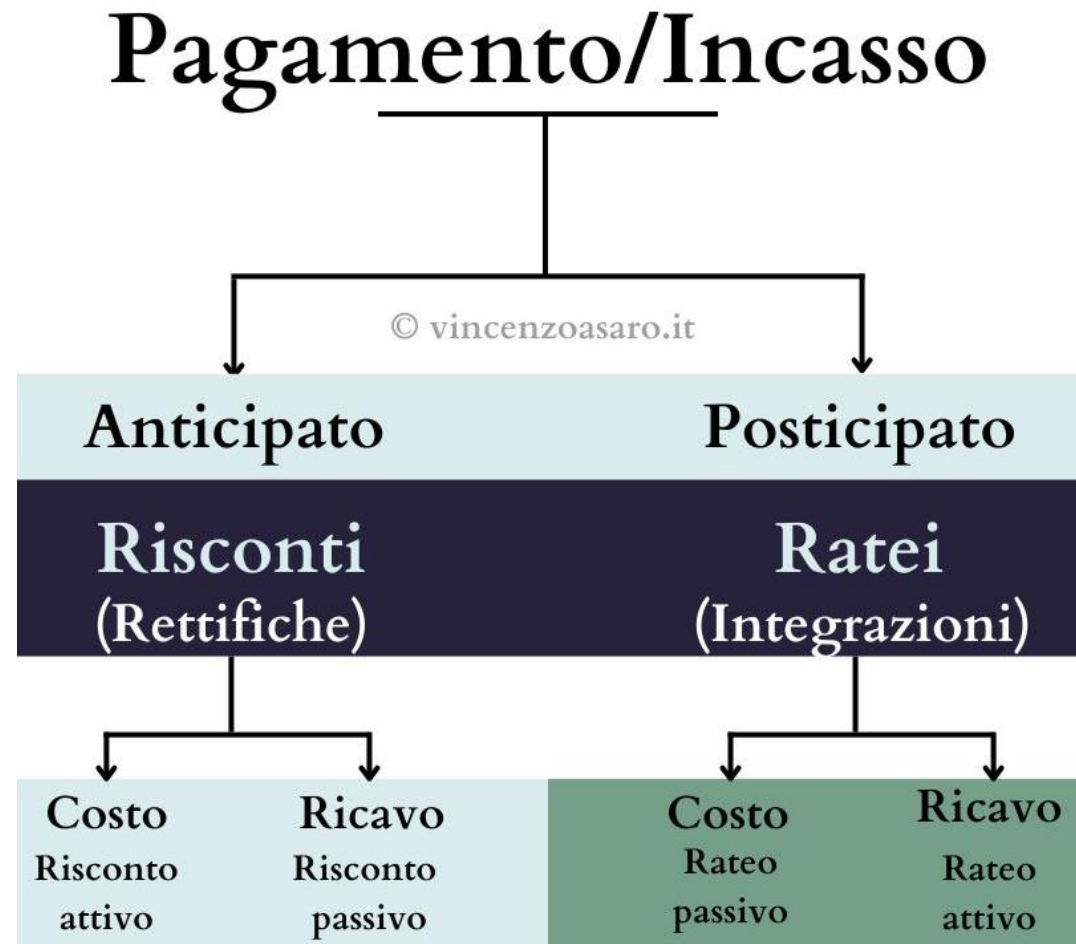 Pagamento/Incasso
© vincenzoasaro.it
Anticipato
Posticipato
Risconti
(Rettifiche)
Ratei
(Integrazioni)
Costo
Risconto
attivo
Ricavo
Risconto
passivo
Costo
Rateo
passivo
Ricavo
Rateo
attivo